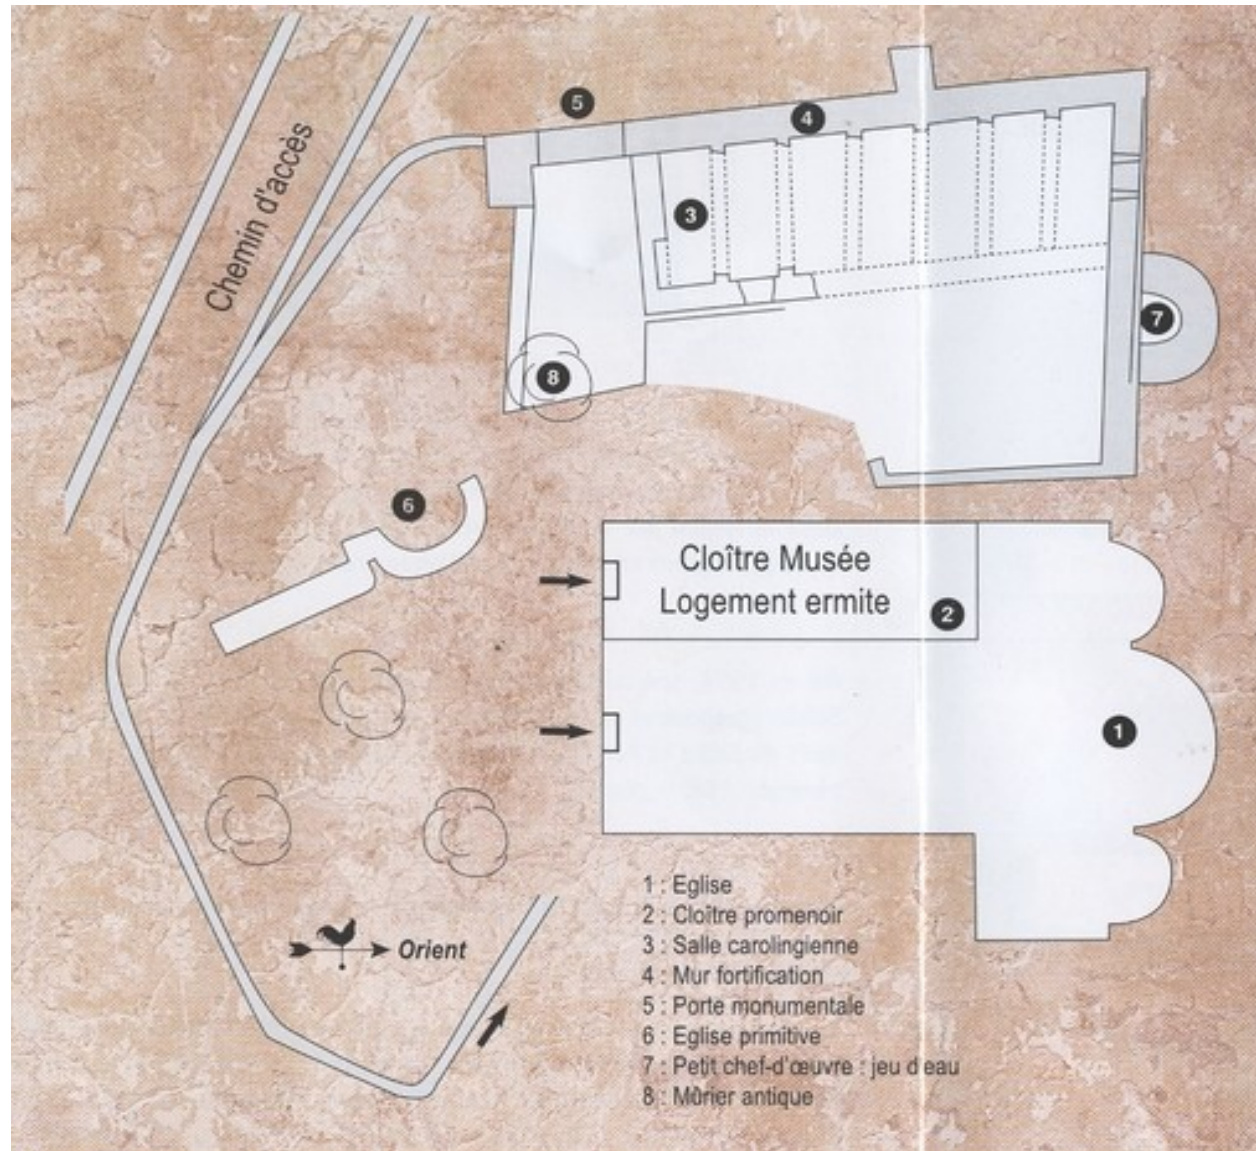 Chemin d'accès
5
4
3
7
8
6
Cloître Musée
Logement ermite
2
1
1 : Eglise
2 : Cloître promenoir
3 : Salle carolingienne
4 : Mur fortification
5 : Porte monumentale
6 : Eglise primitive
7 : Petit chef-d'œuvre : jeu d'eau
8 : Mûrier antique
Orient